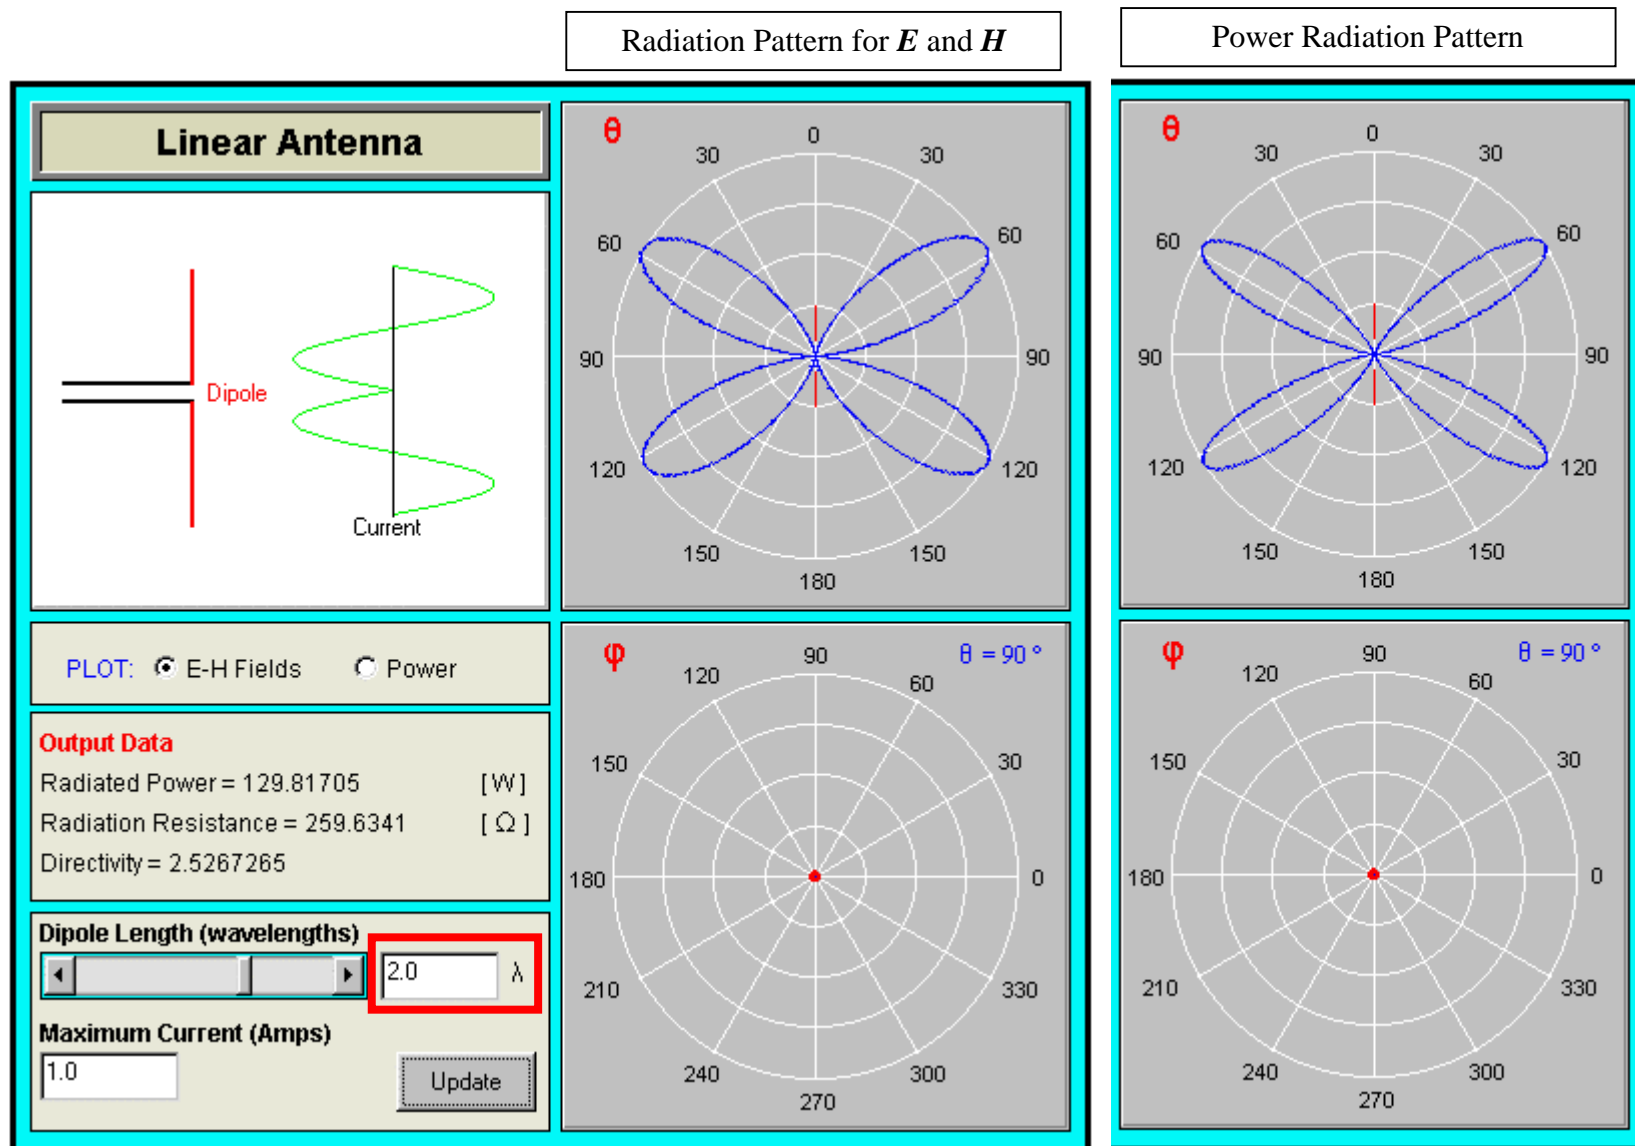 Radiation Pattern for E and H
Power Radiation Pattern
Linear Antenna
Dipole
Current
PLOT: E-H Fields Power
Output Data
Radiated Power = 129.81705 [ W ]
Radiation Resistance = 259.6341 [ Ω ]
Directivity = 2.5267265
Dipole Length (wavelengths)
2.0 λ
Maximum Current (Amps)
1.0
Update
θ
0
30 30
60 60
90 90
120 120
150 150
180
φ
θ = 90 °
90
120 60
150 30
180 0
210 330
240 300
270
θ
0
30 30
60 60
90 90
120 120
150 150
180
φ
θ = 90 °
90
120 60
150 30
180 0
210 330
240 300
270